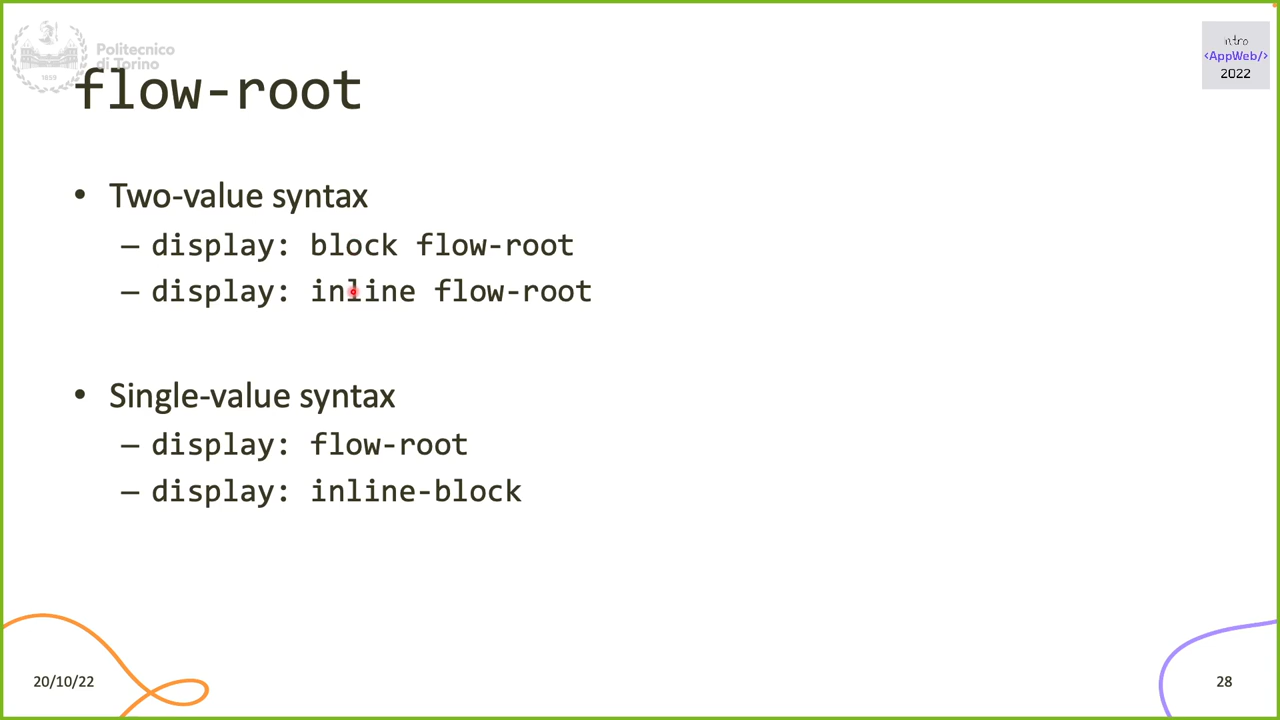 Politecnico
di Torino
1859
intro
<AppWeb/>
2022
flow-root
• Two-value syntax
– display: block flow-root
– display: inline flow-root
• Single-value syntax
– display: flow-root
– display: inline-block
20/10/22
28